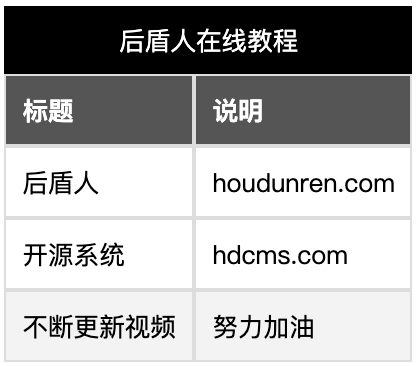 后盾人在线教程
标题 说明
后盾人 houdunren.com
开源系统 hdcms.com
不断更新视频 努力加油